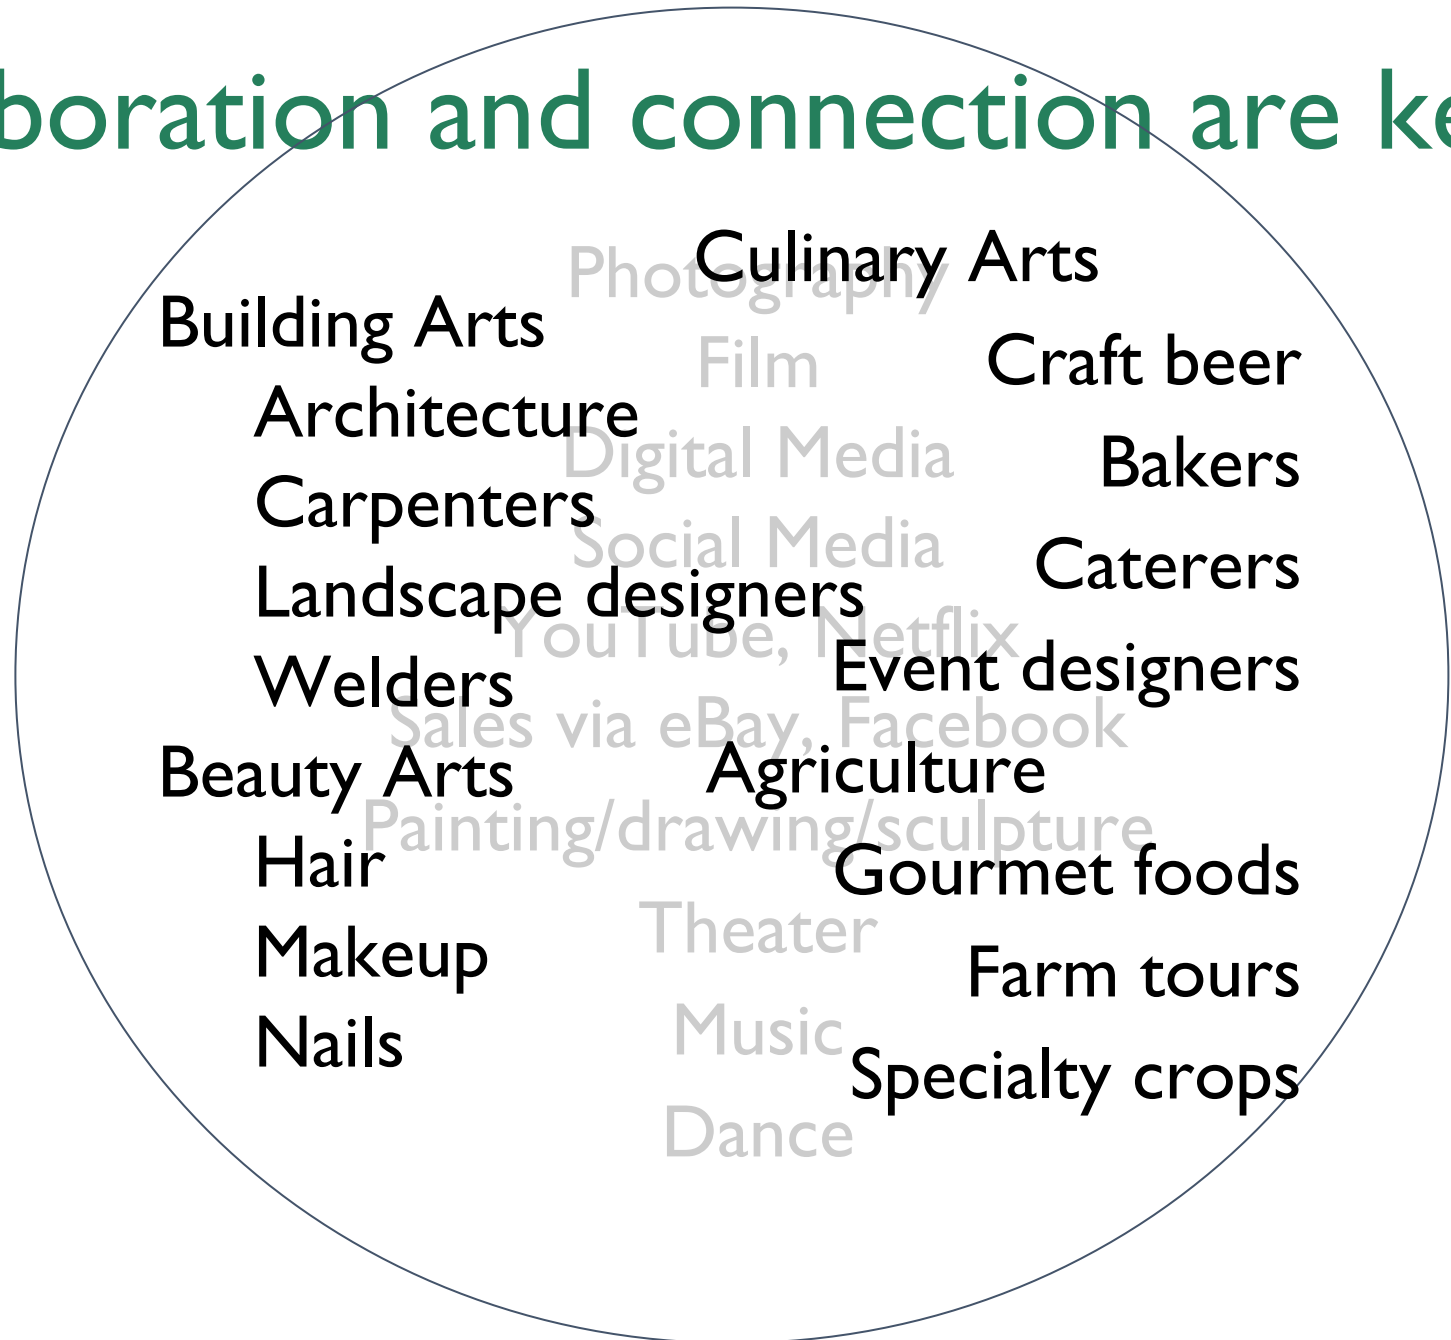 boration and connection are ke
Building Arts
Architecture
Carpenters
Landscape designers
Welders
Beauty Arts
Hair
Makeup
Nails
Photography
Film
Digital Media
Social Media
YouTube, Netflix
Sales via eBay, Facebook
Painting/drawing/sculpture
Theater
Music
Dance
Culinary Arts
Craft beer
Bakers
Caterers
Event designers
Agriculture
Gourmet foods
Farm tours
Specialty crops